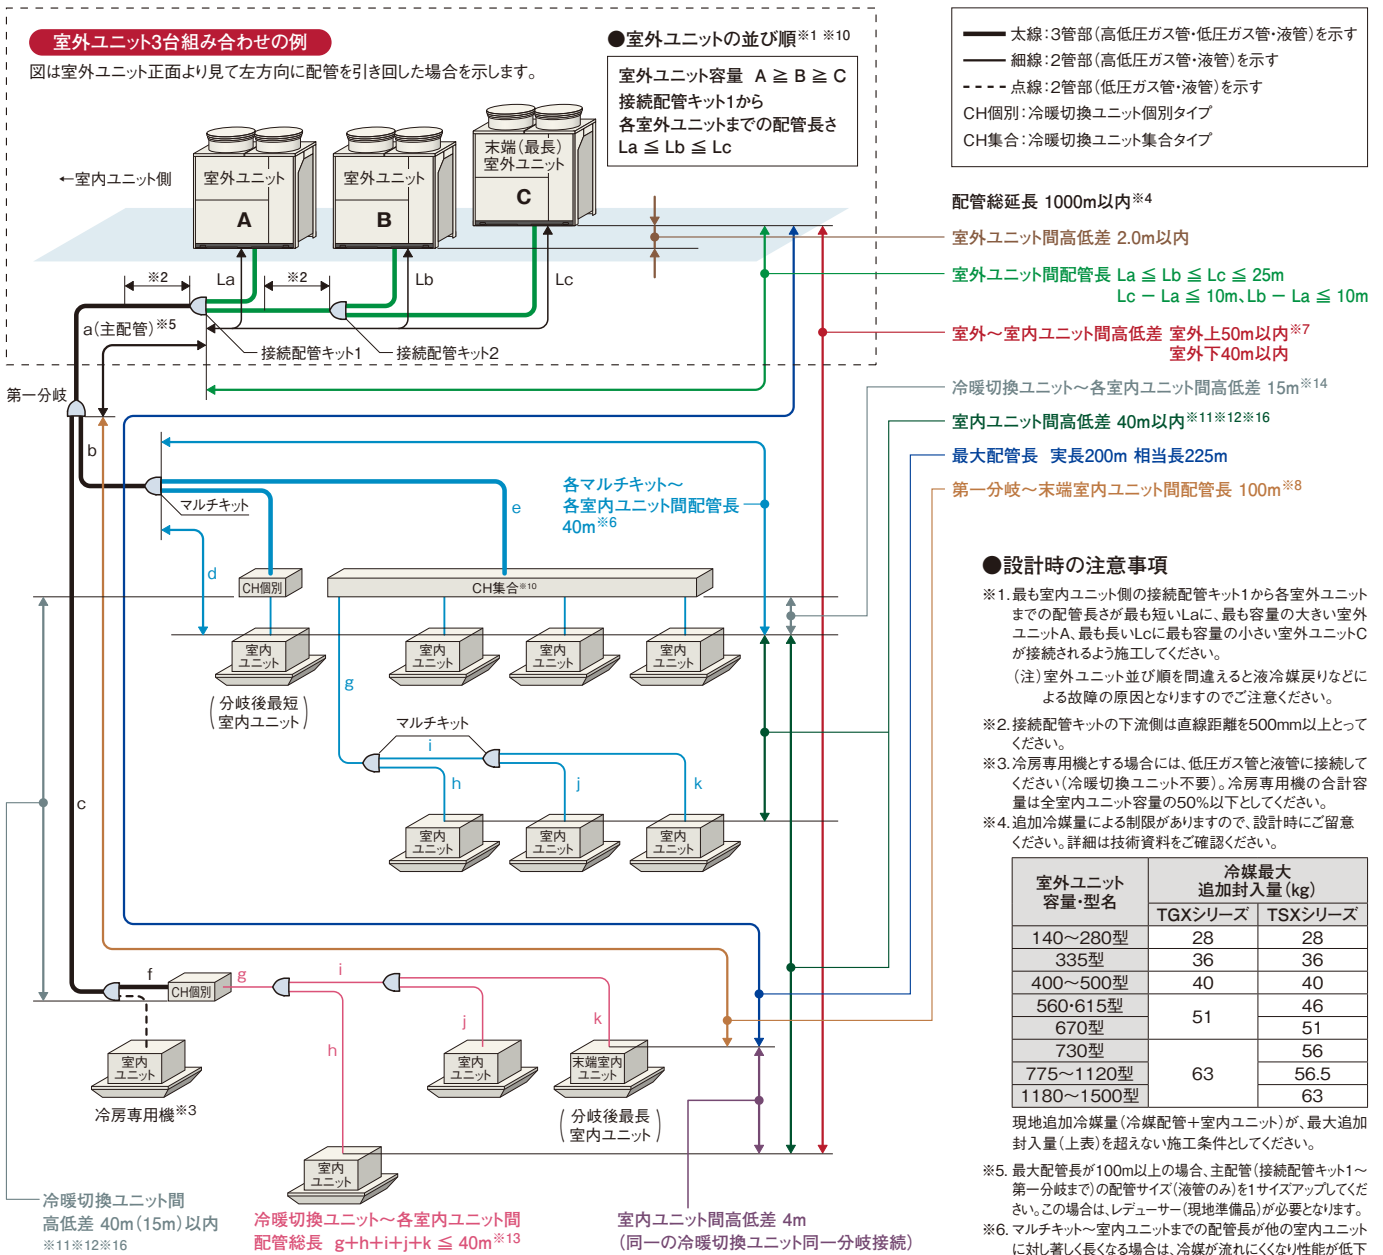 室外ユニット3台組み合わせの例
図は室外ユニット正面より見て左方向に配管を引き回した場合を示します。
●室外ユニットの並び順※1 ※10
室外ユニット容量 A ≧ B ≧ C
接続配管キット1から
各室外ユニットまでの配管長さ
La ≦ Lb ≦ Lc
←室内ユニット側
室外ユニット
A
室外ユニット
B
末端(最長)
室外ユニット
C
※2
La
※2
Lb
Lc
a(主配管)※5
接続配管キット1
接続配管キット2
第一分岐
太線:3管部(高低圧ガス管・低圧ガス管・液管)を示す
細線:2管部(高低圧ガス管・液管)を示す
点線:2管部(低圧ガス管・液管)を示す
CH個別:冷暖切換ユニット個別タイプ
CH集合:冷暖切換ユニット集合タイプ
配管総延長 1000m以内※4
室外ユニット間高低差 2.0m以内
室外ユニット間配管長 La ≦ Lb ≦ Lc ≦ 25m
Lc － La ≦ 10m、Lb － La ≦ 10m
室外～室内ユニット間高低差 室外上50m以内※7
室外下40m以内
冷暖切換ユニット～各室内ユニット間高低差 15m※14
室内ユニット間高低差 40m以内※11※12※16
最大配管長 実長200m 相当長225m
第一分岐～末端室内ユニット間配管長 100m※8
b
マルチキット
e
各マルチキット～
各室内ユニット間配管長
40m※6
d
CH個別
CH集合※10
室内
ユニット
室内
ユニット
室内
ユニット
室内
ユニット
(分岐後最短
室内ユニット)
g
マルチキット
i
h
j
k
室内
ユニット
室内
ユニット
室内
ユニット
c
f
CH個別
g
i
h
j
k
室内
ユニット
冷房専用機※3
室内
ユニット
末端室内
ユニット
(分岐後最長
室内ユニット)
室内
ユニット
冷暖切換ユニット間
高低差 40m(15m)以内
※11※12※16
冷暖切換ユニット～各室内ユニット間
配管総長 g+h+i+j+k ≦ 40m※13
室内ユニット間高低差 4m
(同一の冷暖切換ユニット同一分岐接続)
●設計時の注意事項
※1. 最も室内ユニット側の接続配管キット1から各室外ユニット
までの配管長さが最も短いLaに、最も容量の大きい室外
ユニットA、最も長いLcに最も容量の小さい室外ユニットC
が接続されるよう施工してください。
(注)室外ユニット並び順を間違えると液冷媒戻りなどに
よる故障の原因となりますのでご注意ください。
※2. 接続配管キットの下流側は直線距離を500mm以上とって
ください。
※3. 冷房専用機とする場合には、低圧ガス管と液管に接続して
ください(冷暖切換ユニット不要)。冷房専用機の合計容
量は全室内ユニット容量の50%以下としてください。
※4. 追加冷媒量による制限がありますので、設計時にご留意
ください。詳細は技術資料をご確認ください。
室外ユニット
容量・型名
冷媒最大
追加封入量(kg)
TGXシリーズ TSXシリーズ
140～280型 28 28
335型 36 36
400～500型 40 40
560・615型 51 46
670型 51
730型 63 56
775～1120型 56.5
1180～1500型 63
現地追加冷媒量(冷媒配管+室内ユニット)が、最大追加
封入量(上表)を超えない施工条件としてください。
※5. 最大配管長が100m以上の場合、主配管(接続配管キット1～
第一分岐まで)の配管サイズ(液管のみ)を1サイズアップしてくだ
さい。この場合は、レデューサー(現地準備品)が必要となります。
※6. マルチキット～室内ユニットまでの配管長が他の室内ユニット
に対し著しく長くなる場合は、冷媒が流れにくくなり性能が低下